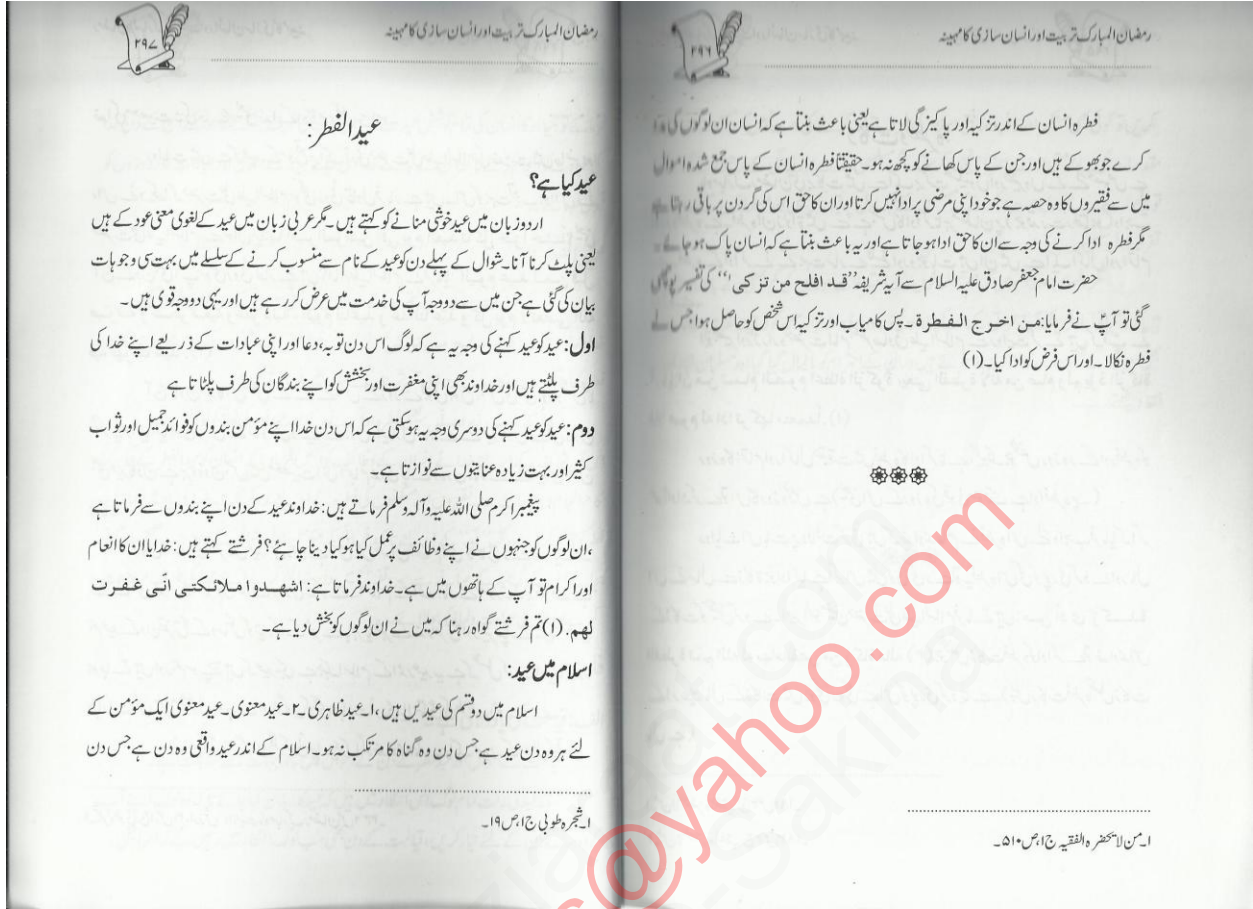 رمضان المبارک تربیت اور انسان سازی کا مہینہ
۲۹۶
فطرہ انسان کے اندر تزکیہ اور پاکیزگی لاتا ہے یعنی باعث بنتا ہے کہ انسان ان لوگوں کی
کرے جو بھوکے ہیں اور جن کے پاس کھانے کو کچھ نہ ہو۔ حقیقتاً فطرہ انسان کے پاس جمع شدہ اموال
میں سے فقیروں کا وہ حصہ ہے جو خود اپنی مرضی پر ادا نہیں کرتا اور ان کا حق اس کی گردن پر باقی رہتا ہے
مگر فطرہ ادا کرنے کی وجہ سے ان کا حق ادا ہو جاتا ہے اور یہ باعث بنتا ہے کہ انسان پاک ہو جائے۔
حضرت امام جعفر صادق علیہ السلام سے آیہ شریفہ "قد افلح من تزکی'" کی تفسیر پوچھی
گئی تو آپؑ نے فرمایا: من اخرج الفطرة۔ پس کامیاب اور تزکیہ اس شخص کو حاصل ہوا، جس نے
فطرہ نکالا۔ اور اس فرض کو ادا کیا۔ (۱)
۱۔ من لا یحضرہ الفقیہ ج۱، ص۵۱۰۔
رمضان المبارک تربیت اور انسان سازی کا مہینہ
۲۹۷
عید الفطر:
عید کیا ہے؟
اردو زبان میں عید خوشی منانے کو کہتے ہیں۔ مگر عربی زبان میں عید کے لغوی معنی عود کے ہیں
یعنی پلٹ کرنا آنا۔ شوال کے پہلے دن کو عید کے نام سے منسوب کرنے کے سلسلے میں بہت سی وجوہات
بیان کی گئی ہے جن میں سے دو وجہ آپ کی خدمت میں عرض کر رہے ہیں اور یہی دو وجہ قوی ہیں۔
اول: عید کو عید کہنے کی وجہ یہ ہے کہ لوگ اس دن توبہ، دعا اور اپنی عبادات کے ذریعے اپنے خدا کی
طرف پلٹتے ہیں اور خداوند بھی اپنی مغفرت اور بخشش کو اپنے بندگان کی طرف پلٹاتا ہے
دوم: عید کو عید کہنے کی دوسری وجہ یہ ہو سکتی ہے کہ اس دن خدا اپنے مؤمن بندوں کو فوائد جمیل اور ثواب
کثیر اور بہت زیادہ عنایتوں سے نوازتا ہے۔
پیغمبر اکرم صلی اللہ علیہ وآلہ وسلم فرماتے ہیں: خداوند عید کے دن اپنے بندوں سے فرماتا ہے
،ان لوگوں کو جنہوں نے اپنے وظائف پر عمل کیا ہو کیا دینا چاہئے؟ فرشتے کہتے ہیں: خدایا ان کا انعام
اور اکرام تو آپ کے ہاتھوں میں ہے۔ خداوند فرماتا ہے: اشهدوا ملائکتی انّی غفرت
لهم. (۱) تم فرشتے گواہ رہنا کہ میں نے ان لوگوں کو بخش دیا ہے۔
اسلام میں عید:
اسلام میں دو قسم کی عیدیں ہیں، ۱۔ عید ظاہری۔ ۲۔ عید معنوی۔ عید معنوی ایک مؤمن کے
لئے ہر وہ دن عید ہے جس دن وہ گناہ کا مرتکب نہ ہو۔ اسلام کے اندر عید واقعی وہ دن ہے جس دن
۱۔ شجرہ طوبی ج۱، ص۱۹۔
s@yahoo.com